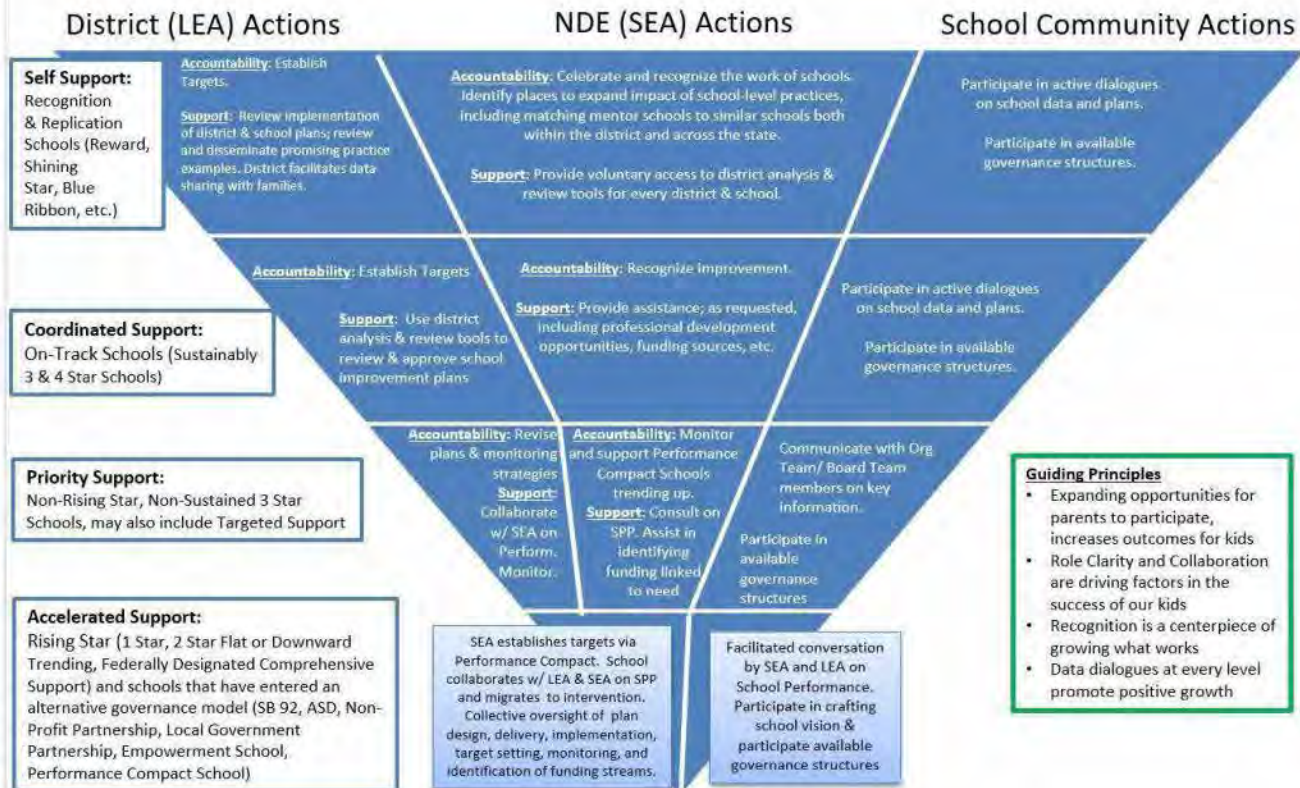 District (LEA) Actions
NDE (SEA) Actions
School Community Actions
Self Support:
Recognition
& Replication
Schools (Reward,
Shining
Star, Blue
Ribbon, etc.)
Accountability: Establish
Targets.
Support: Review implementation
of district & school plans; review
and disseminate promising practice
examples. District facilitates data
sharing with families.
Accountability: Celebrate and recognize the work of schools.
Identify places to expand impact of school-level practices,
including matching mentor schools to similar schools both
within the district and across the state.
Support: Provide voluntary access to district analysis &
review tools for every district & school.
Participate in active dialogues
on school data and plans.
Participate in available
governance structures.
Coordinated Support:
On-Track Schools (Sustainably
3 & 4 Star Schools)
Accountability: Establish Targets
Support: Use district
analysis & review tools to
review & approve school
improvement plans
Accountability: Recognize improvement.
Support: Provide assistance; as requested,
including professional development
opportunities, funding sources, etc.
Participate in active dialogues
on school data and plans.
Participate in available
governance structures.
Priority Support:
Non-Rising Star, Non-Sustained 3 Star
Schools, may also include Targeted Support
Accountability: Revise
plans & monitoring
strategies
Support:
Collaborate
w/ SEA on
Perform.
Monitor.
Accountability: Monitor
and support Performance
Compact Schools
trending up.
Support: Consult on
SPP. Assist in
identifying
funding linked
to need
Communicate with Org
Team/ Board Team
members on key
information.
Participate in
available
governance
structures
Accelerated Support:
Rising Star (1 Star, 2 Star Flat or Downward
Trending, Federally Designated Comprehensive
Support) and schools that have entered an
alternative governance model (SB 92, ASD, Non-
Profit Partnership, Local Government
Partnership, Empowerment School,
Performance Compact School)
SEA establishes targets via
Performance Compact. School
collaborates w/ LEA & SEA on SPP
and migrates to intervention.
Collective oversight of plan
design, delivery, implementation,
target setting, monitoring, and
identification of funding streams.
Facilitated conversation
by SEA and LEA on
School Performance.
Participate in crafting
school vision &
participate available
governance structures
Guiding Principles
• Expanding opportunities for
parents to participate,
increases outcomes for kids
• Role Clarity and Collaboration
are driving factors in the
success of our kids
• Recognition is a centerpiece of
growing what works
• Data dialogues at every level
promote positive growth